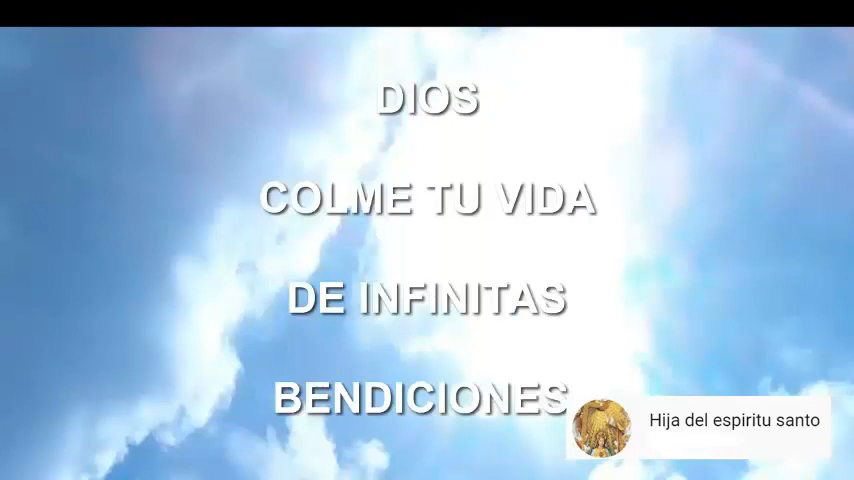 DIOS
COLME TU VIDA
DE INFINITAS
BENDICIONES
Hija del espiritu santo